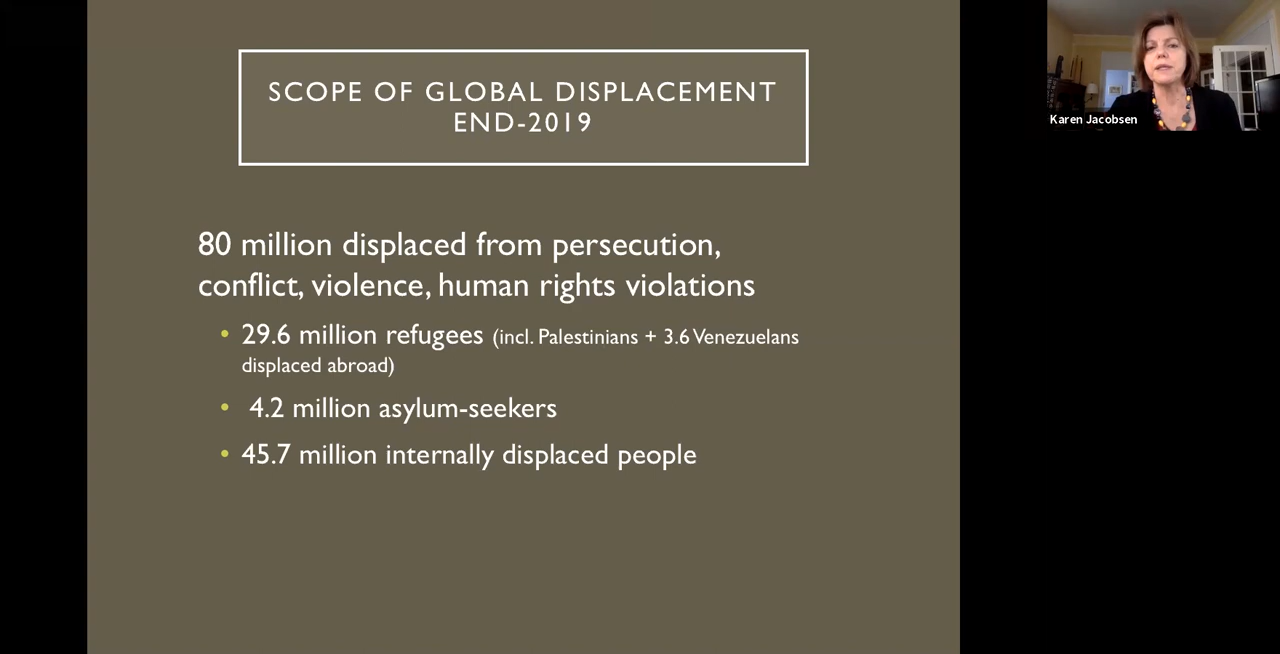 SCOPE OF GLOBAL DISPLACEMENT
END-2019
80 million displaced from persecution,
conflict, violence, human rights violations
• 29.6 million refugees (incl. Palestinians + 3.6 Venezuelans
displaced abroad)
• 4.2 million asylum-seekers
• 45.7 million internally displaced people
Karen Jacobsen